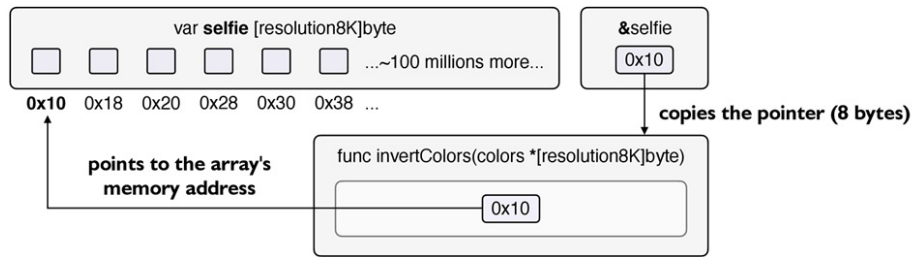 var selfie [resolution8K]byte
...~100 millions more...
0x10 0x18 0x20 0x28 0x30 0x38 ...
&selfie
0x10
copies the pointer (8 bytes)
points to the array's
memory address
func invertColors(colors *[resolution8K]byte)
0x10